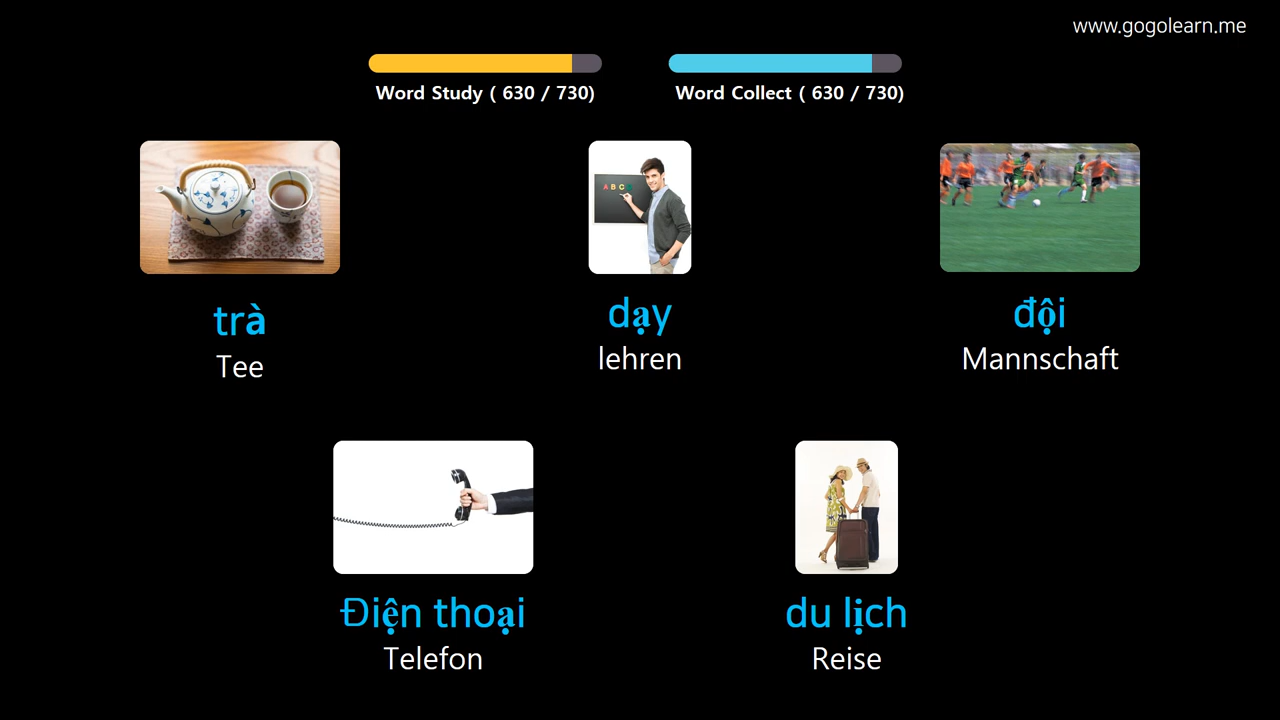 www.gogolearn.me
Word Study ( 630 / 730)
Word Collect ( 630 / 730)
A B C
trà
Tee
dạy
lehren
đội
Mannschaft
Điện thoại
Telefon
du lịch
Reise